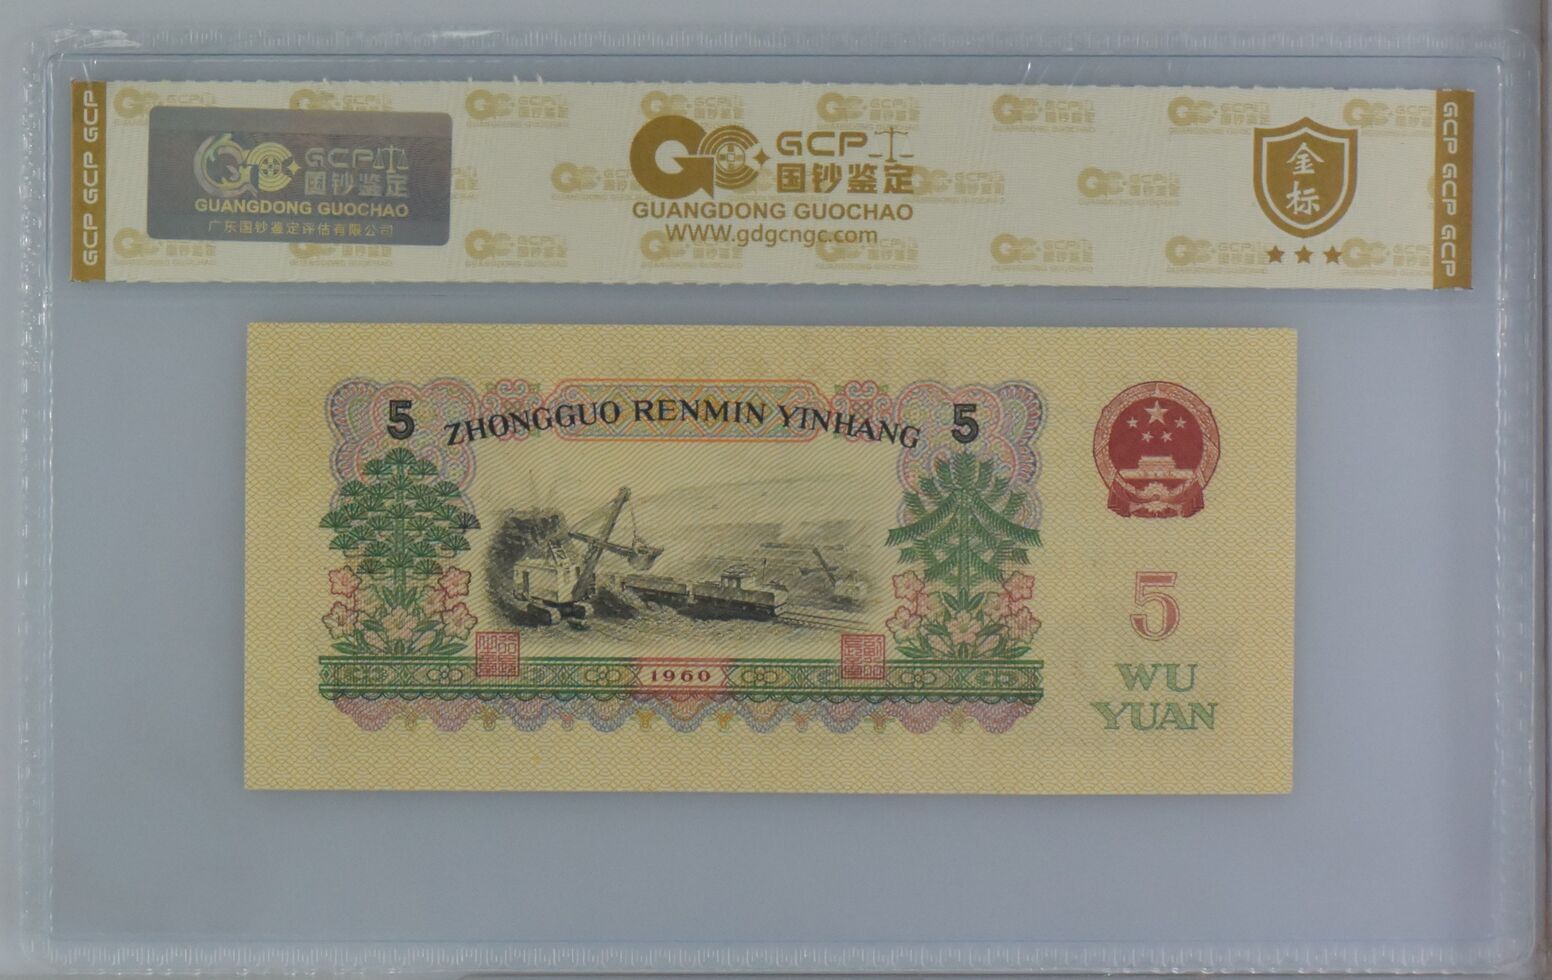 GCP GCP GCP
GCP 国钞鉴定
GUANGDONG GUOCHAO
广东国钞鉴定评估有限公司
GCP
国钞鉴定
GUANGDONG GUOCHAO
WWW.gdgcngc.com
金标
GCP GCP GCP
5 ZHONGGUO RENMIN YINHANG 5
1960
5
WU
YUAN